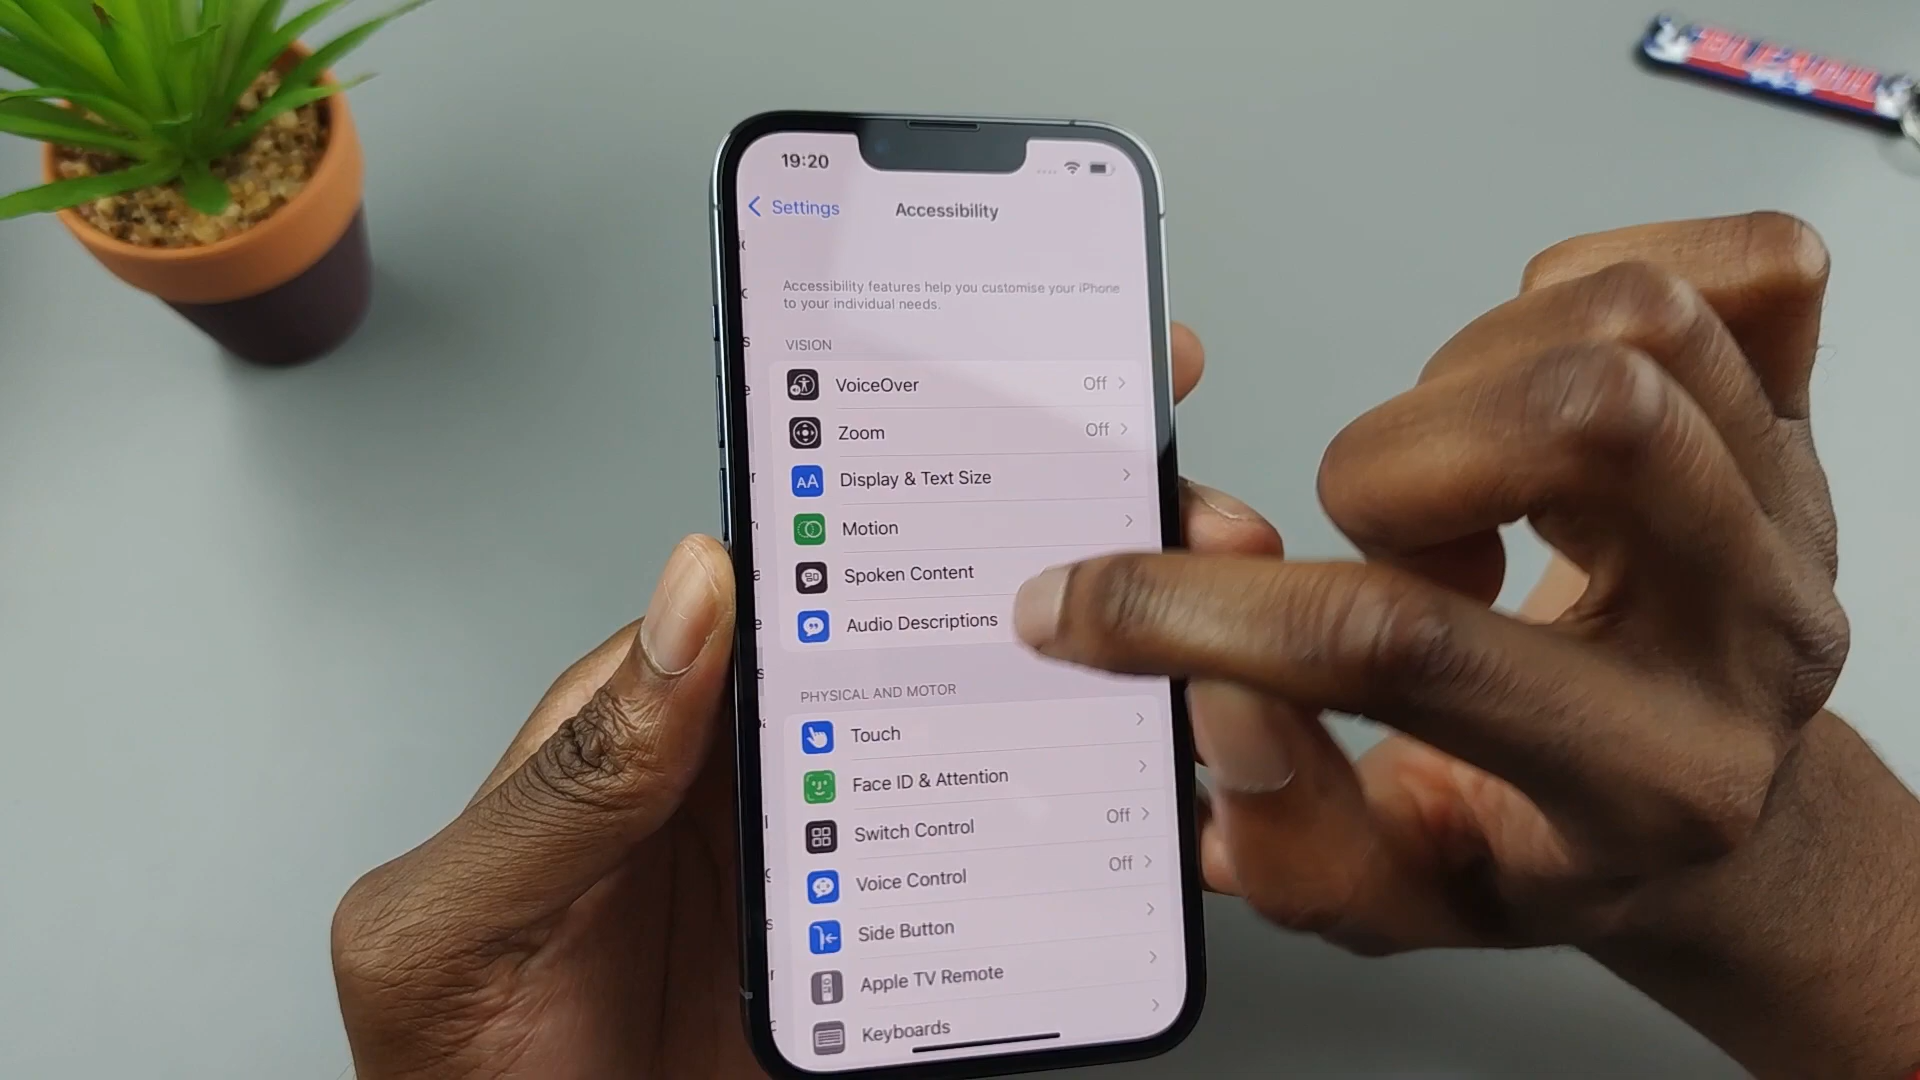 19:20
Settings
Accessibility
Accessibility features help you customise your iPhone
to your individual needs.
VISION
VoiceOver Off
Zoom Off
AA Display & Text Size
Motion
Spoken Content
Audio Descriptions
PHYSICAL AND MOTOR
Touch
Face ID & Attention
Switch Control Off
Voice Control Off
Side Button
Apple TV Remote
Keyboards